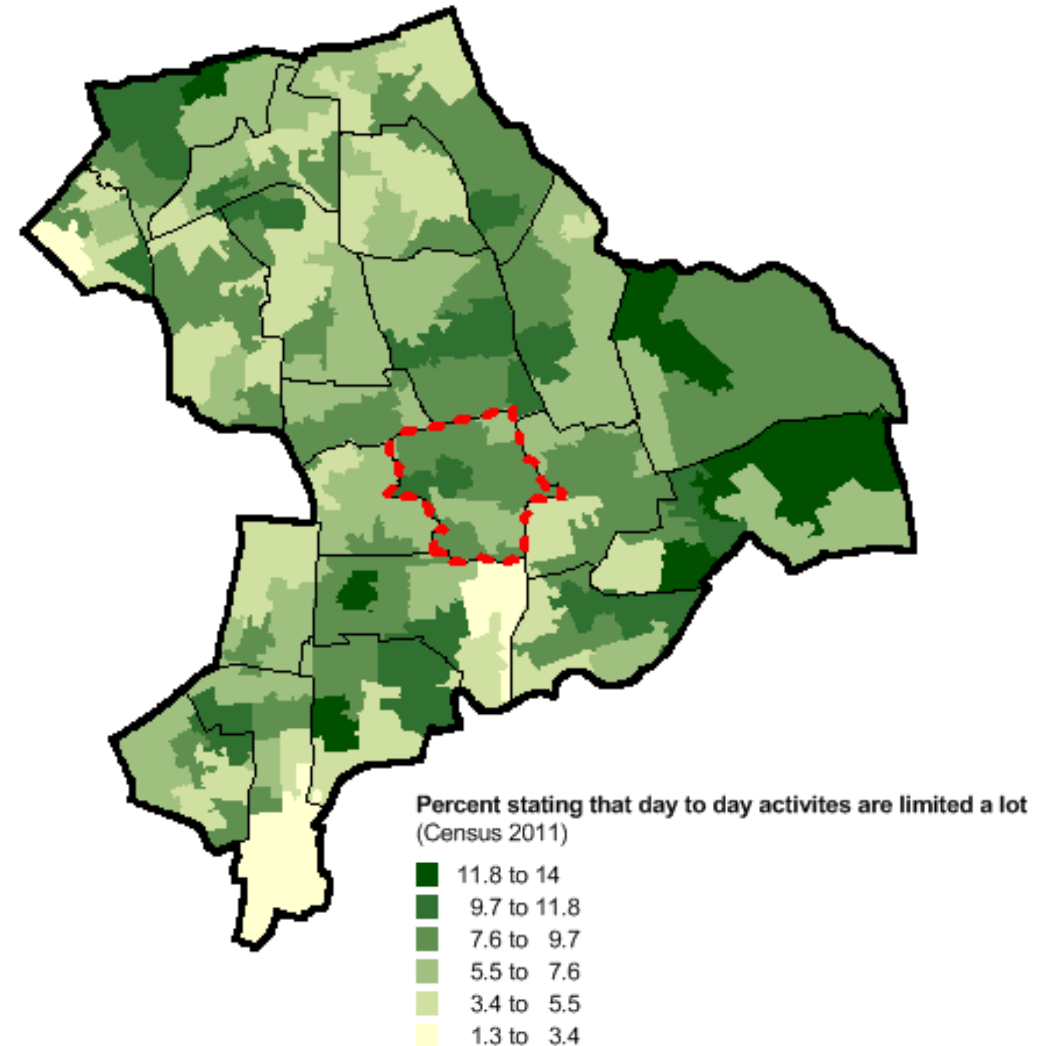 Percent stating that day to day activites are limited a lot
(Census 2011)
11.8 to 14
9.7 to 11.8
7.6 to 9.7
5.5 to 7.6
3.4 to 5.5
1.3 to 3.4